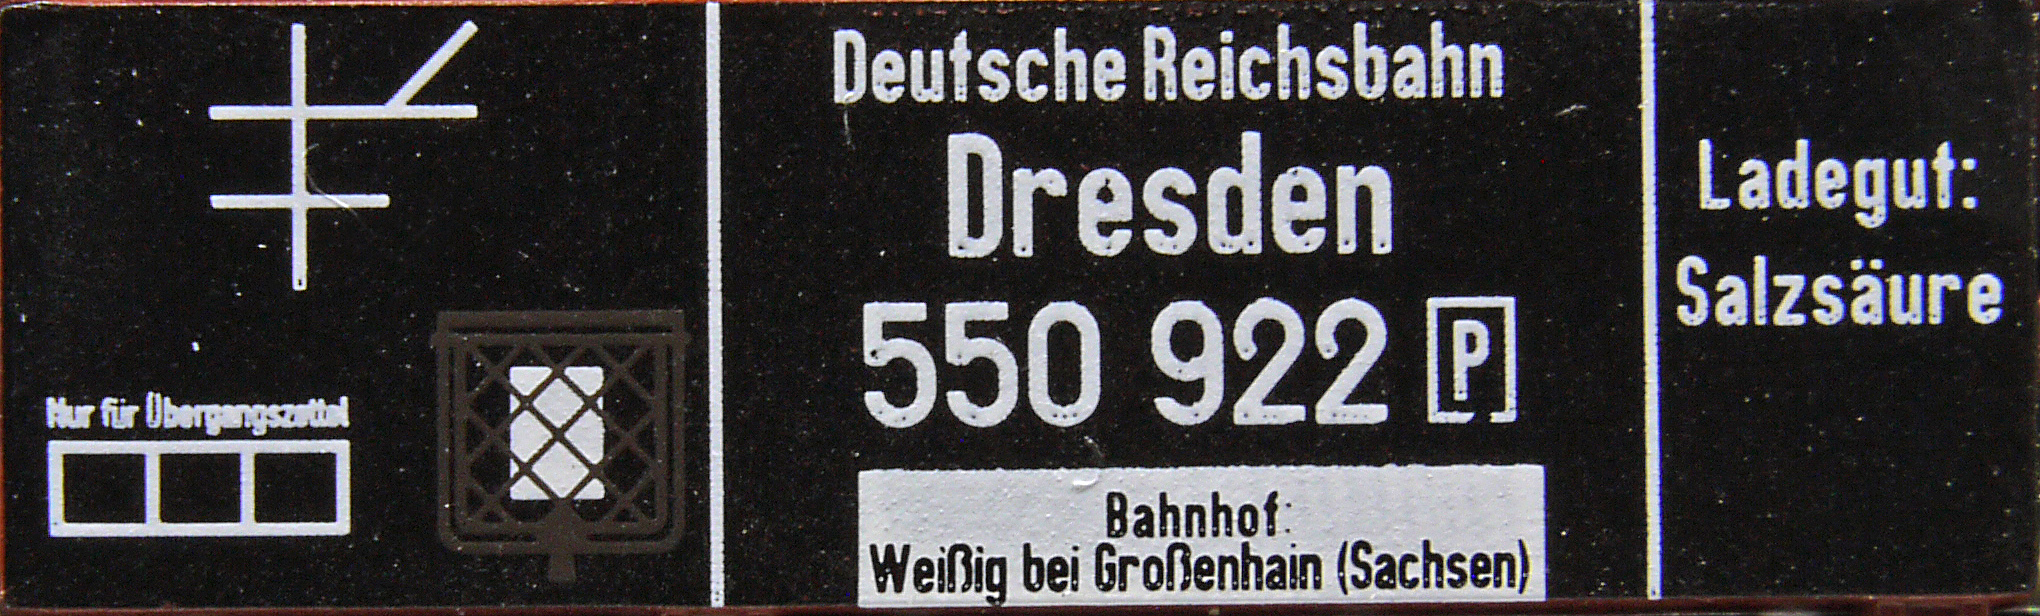 Nur für Übergangszettel
Deutsche Reichsbahn
Dresden
550 922 P
Bahnhof:
Weißig bei Großenhain (Sachsen)
Ladegut:
Salzsäure